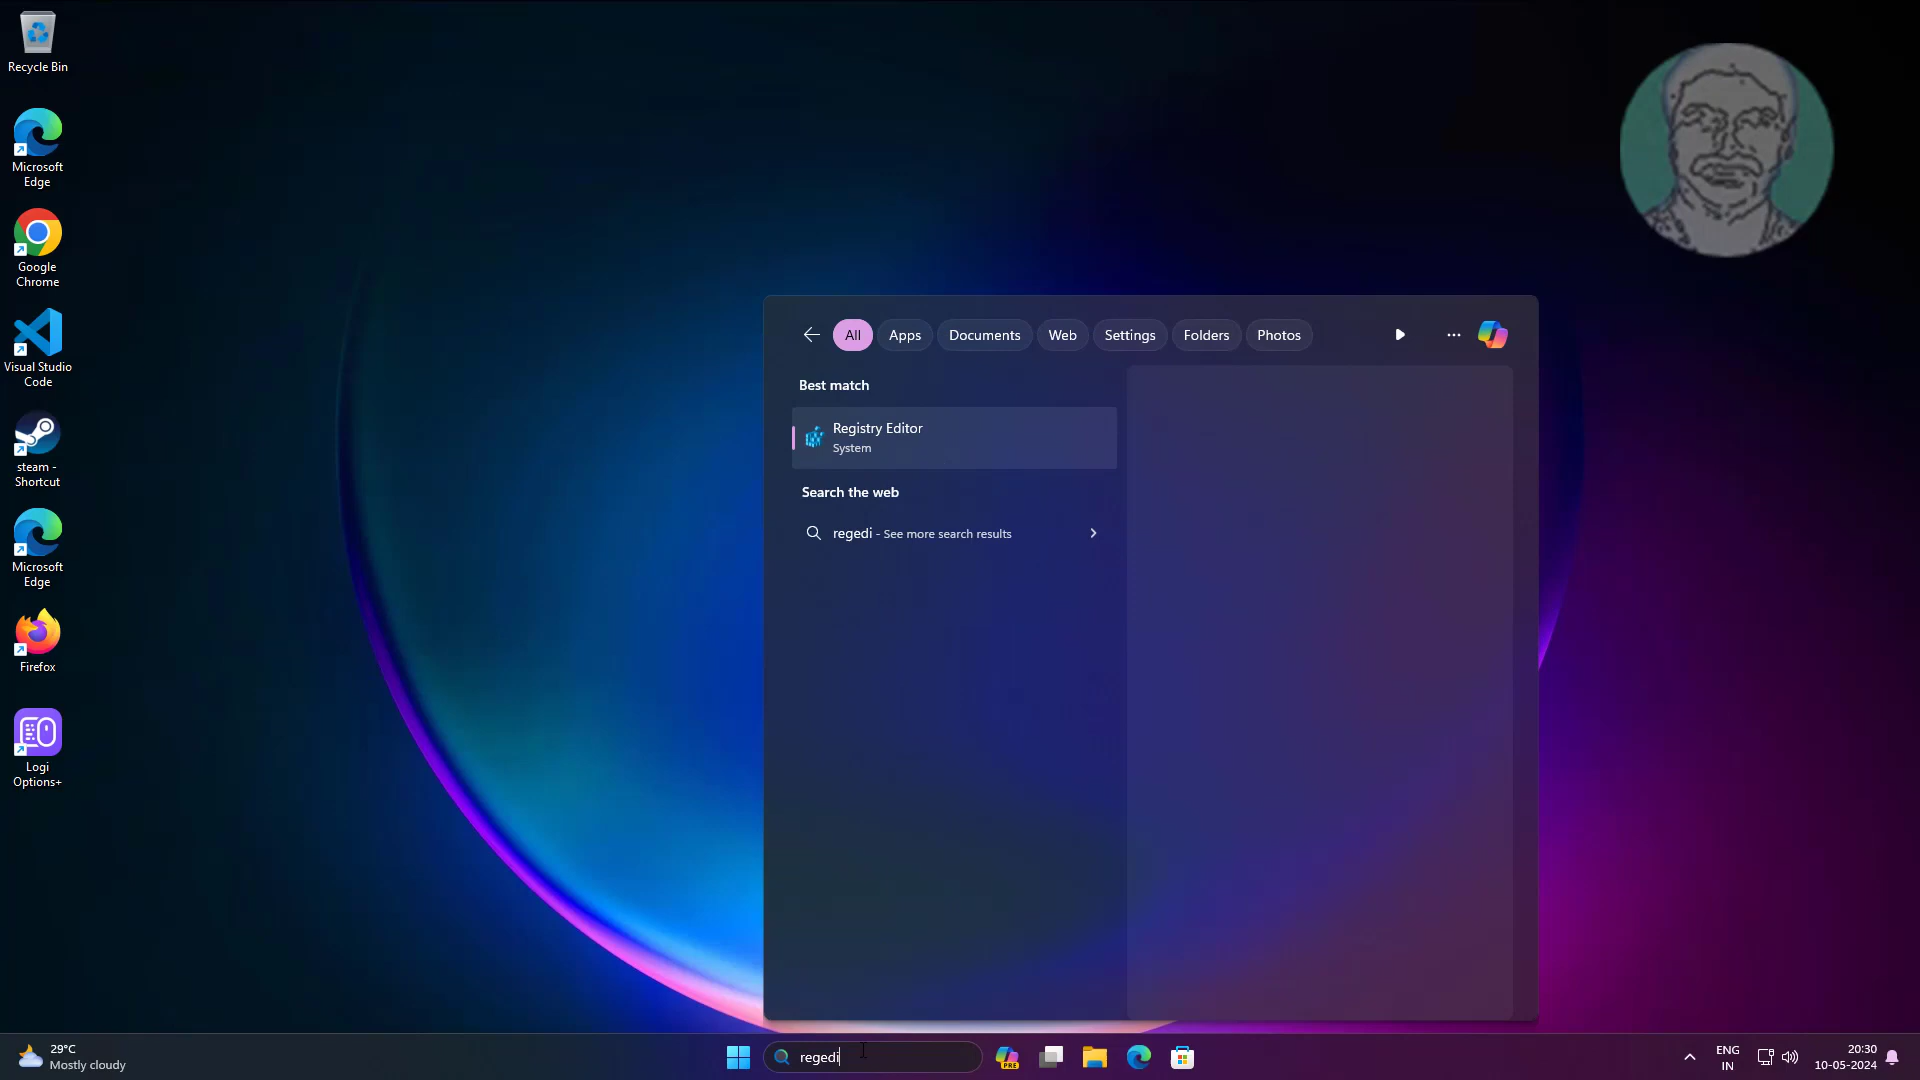 Recycle Bin
Microsoft
Edge
Google
Chrome
Visual Studio
Code
steam -
Shortcut
Microsoft
Edge
Firefox
Logi
Options+
All Apps Documents Web Settings Folders Photos
Best match
Registry Editor
System
Search the web
regedi - See more search results
29°C
Mostly cloudy
regedi
PRE
ENG
IN
20:30
10-05-2024